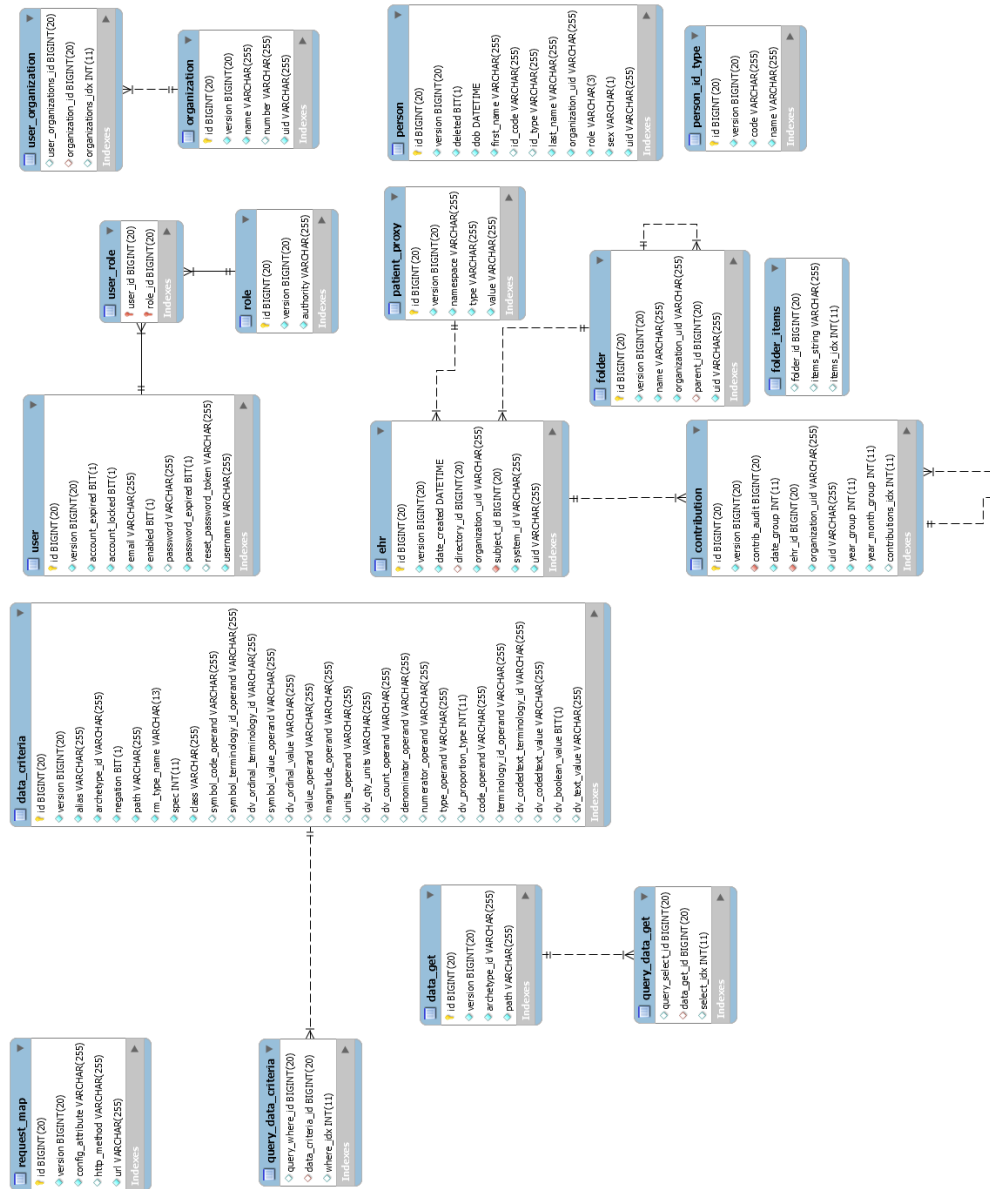 request_map
id BIGINT(20)
version BIGINT(20)
config_attribute VARCHAR(255)
http_method VARCHAR(255)
url VARCHAR(255)
Indexes
data_criteria
id BIGINT(20)
version BIGINT(20)
alias VARCHAR(255)
archetype_id VARCHAR(255)
negation BIT(1)
path VARCHAR(255)
rm_type_name VARCHAR(13)
spec INT(11)
class VARCHAR(255)
symbol_code_operand VARCHAR(255)
symbol_terminology_id_operand VARCHAR(255)
dv_ordinal_terminology_id VARCHAR(255)
symbol_value_operand VARCHAR(255)
dv_ordinal_value VARCHAR(255)
value_operand VARCHAR(255)
magnitude_operand VARCHAR(255)
units_operand VARCHAR(255)
dv_qty_units VARCHAR(255)
dv_count_operand VARCHAR(255)
denominator_operand VARCHAR(255)
numerator_operand VARCHAR(255)
type_operand VARCHAR(255)
dv_proportion_type INT(11)
code_operand VARCHAR(255)
terminology_id_operand VARCHAR(255)
dv_codedtext_terminology_id VARCHAR(255)
dv_codedtext_value VARCHAR(255)
dv_boolean_value BIT(1)
dv_text_value VARCHAR(255)
Indexes
user
id BIGINT(20)
version BIGINT(20)
account_expired BIT(1)
account_locked BIT(1)
email VARCHAR(255)
enabled BIT(1)
password VARCHAR(255)
password_expired BIT(1)
reset_password_token VARCHAR(255)
username VARCHAR(255)
Indexes
user_role
user_id BIGINT(20)
role_id BIGINT(20)
Indexes
user_organization
user_organizations_id BIGINT(20)
organization_id BIGINT(20)
organizations_idx INT(11)
Indexes
organization
id BIGINT(20)
version BIGINT(20)
name VARCHAR(255)
number VARCHAR(255)
uid VARCHAR(255)
Indexes
role
id BIGINT(20)
version BIGINT(20)
authority VARCHAR(255)
Indexes
query_data_criteria
query_where_id BIGINT(20)
data_criteria_id BIGINT(20)
where_idx INT(11)
Indexes
data_get
id BIGINT(20)
version BIGINT(20)
archetype_id VARCHAR(255)
path VARCHAR(255)
Indexes
ehr
id BIGINT(20)
version BIGINT(20)
date_created DATETIME
directory_id BIGINT(20)
organization_uid VARCHAR(255)
subject_id BIGINT(20)
system_id VARCHAR(255)
uid VARCHAR(255)
Indexes
patient_proxy
id BIGINT(20)
version BIGINT(20)
namespace VARCHAR(255)
type VARCHAR(255)
value VARCHAR(255)
Indexes
person
id BIGINT(20)
version BIGINT(20)
deleted BIT(1)
dob DATETIME
first_name VARCHAR(255)
id_code VARCHAR(255)
id_type VARCHAR(255)
last_name VARCHAR(255)
organization_uid VARCHAR(255)
role VARCHAR(3)
sex VARCHAR(1)
uid VARCHAR(255)
Indexes
query_data_get
query_select_id BIGINT(20)
data_get_id BIGINT(20)
select_idx INT(11)
Indexes
contribution
id BIGINT(20)
version BIGINT(20)
contrib_audit BIGINT(20)
date_group INT(11)
ehr_id BIGINT(20)
organization_uid VARCHAR(255)
uid VARCHAR(255)
year_group INT(11)
year_month_group INT(11)
contributions_idx INT(11)
Indexes
folder
id BIGINT(20)
version BIGINT(20)
name VARCHAR(255)
organization_uid VARCHAR(255)
parent_id BIGINT(20)
uid VARCHAR(255)
Indexes
folder_items
folder_id BIGINT(20)
items_string VARCHAR(255)
items_idx INT(11)
Indexes
person_id_type
id BIGINT(20)
version BIGINT(20)
code VARCHAR(255)
name VARCHAR(255)
Indexes